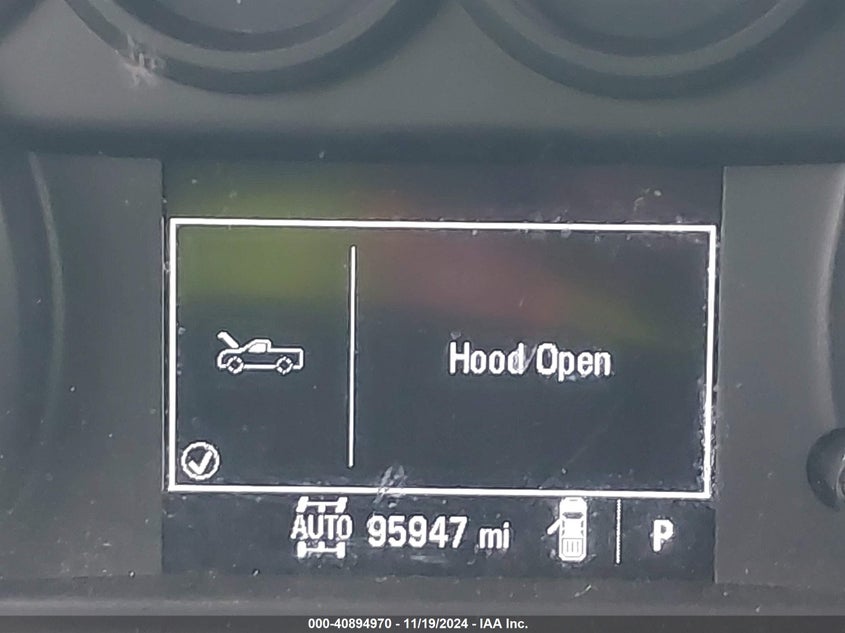 Hood Open
AUTO 95947 mi P
000-40894970 - 11/19/2024 - IAA Inc.